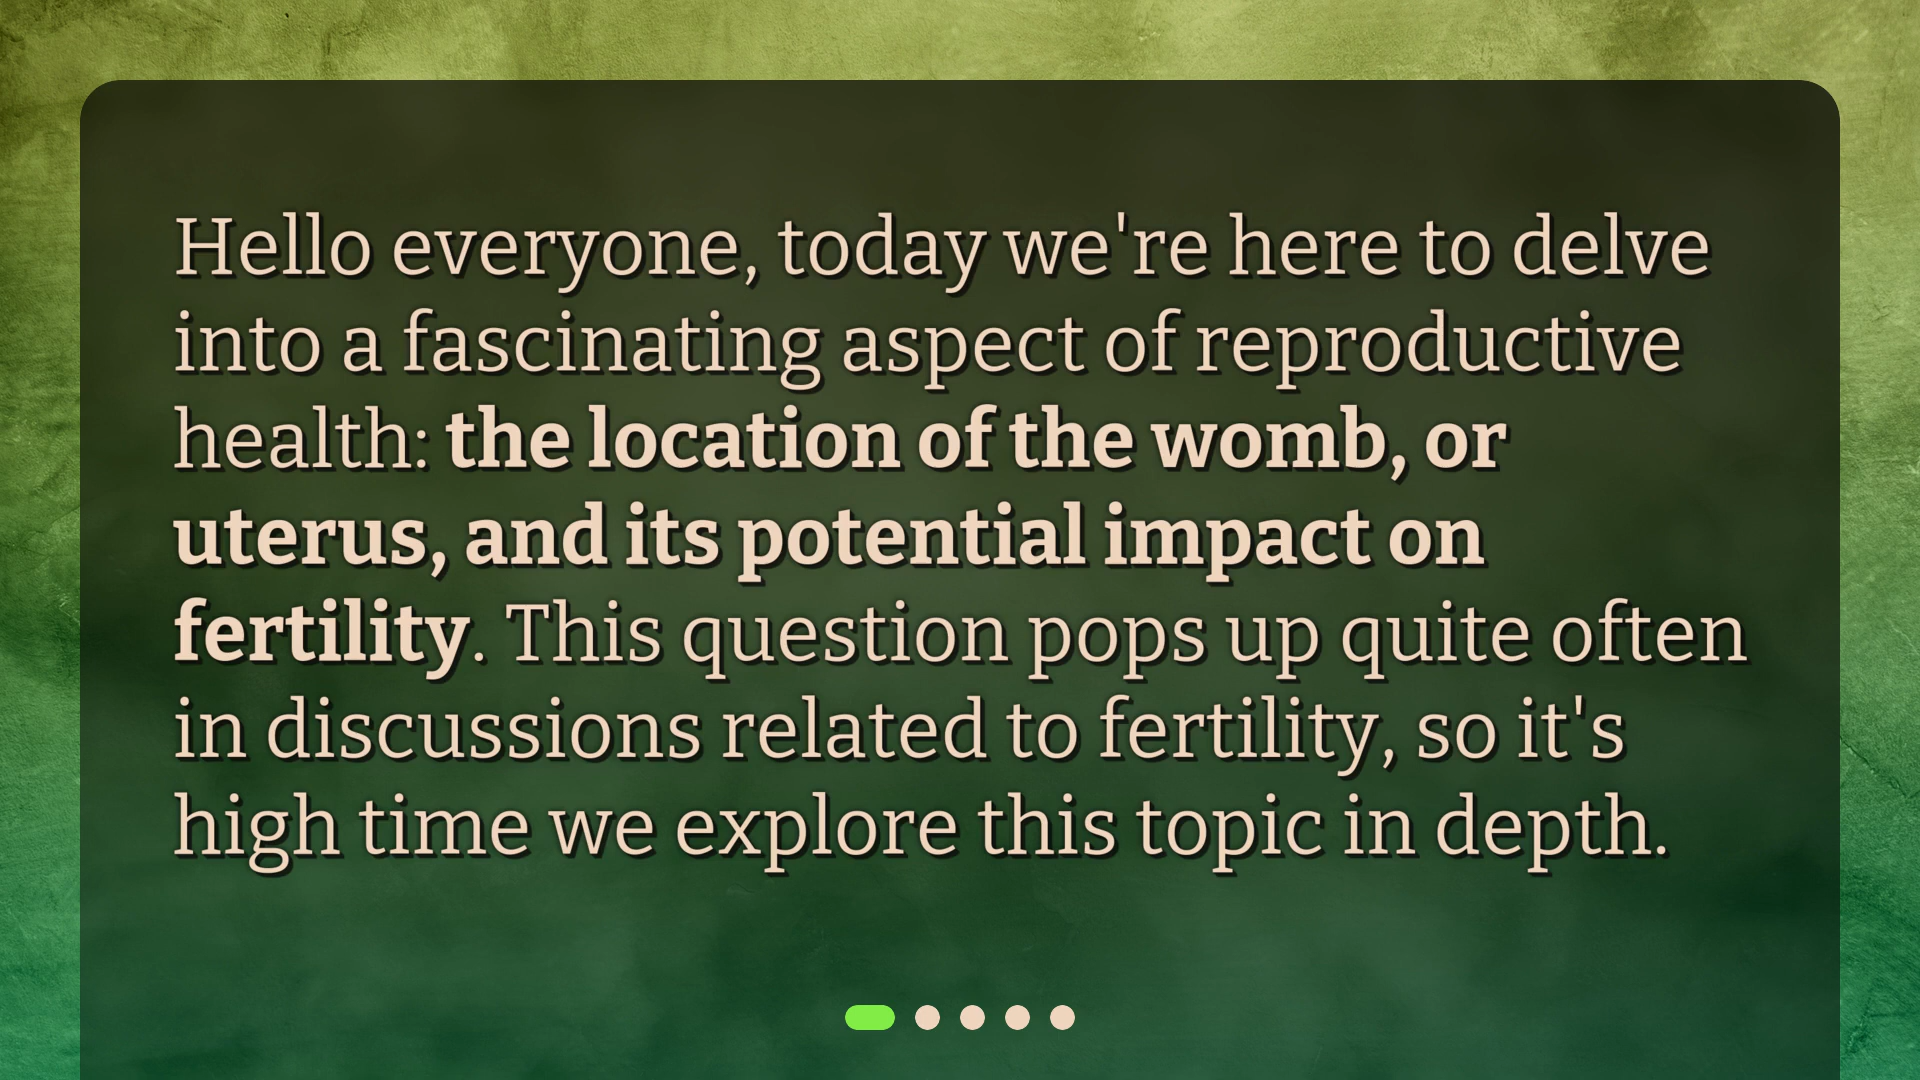 Hello everyone, today we're here to delve
into a fascinating aspect of reproductive
health: the location of the womb, or
uterus, and its potential impact on
fertility. This question pops up quite often
in discussions related to fertility, so it's
high time we explore this topic in depth.